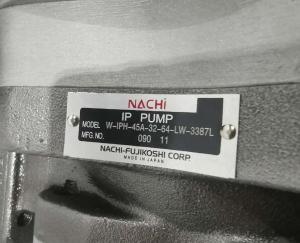 NACHi
IP PUMP
MODEL W-IPH-45A-32-64-LW-3387L
MFG.NO. 090 11
NACHI-FUJIKOSHI CORP.
MADE IN JAPAN